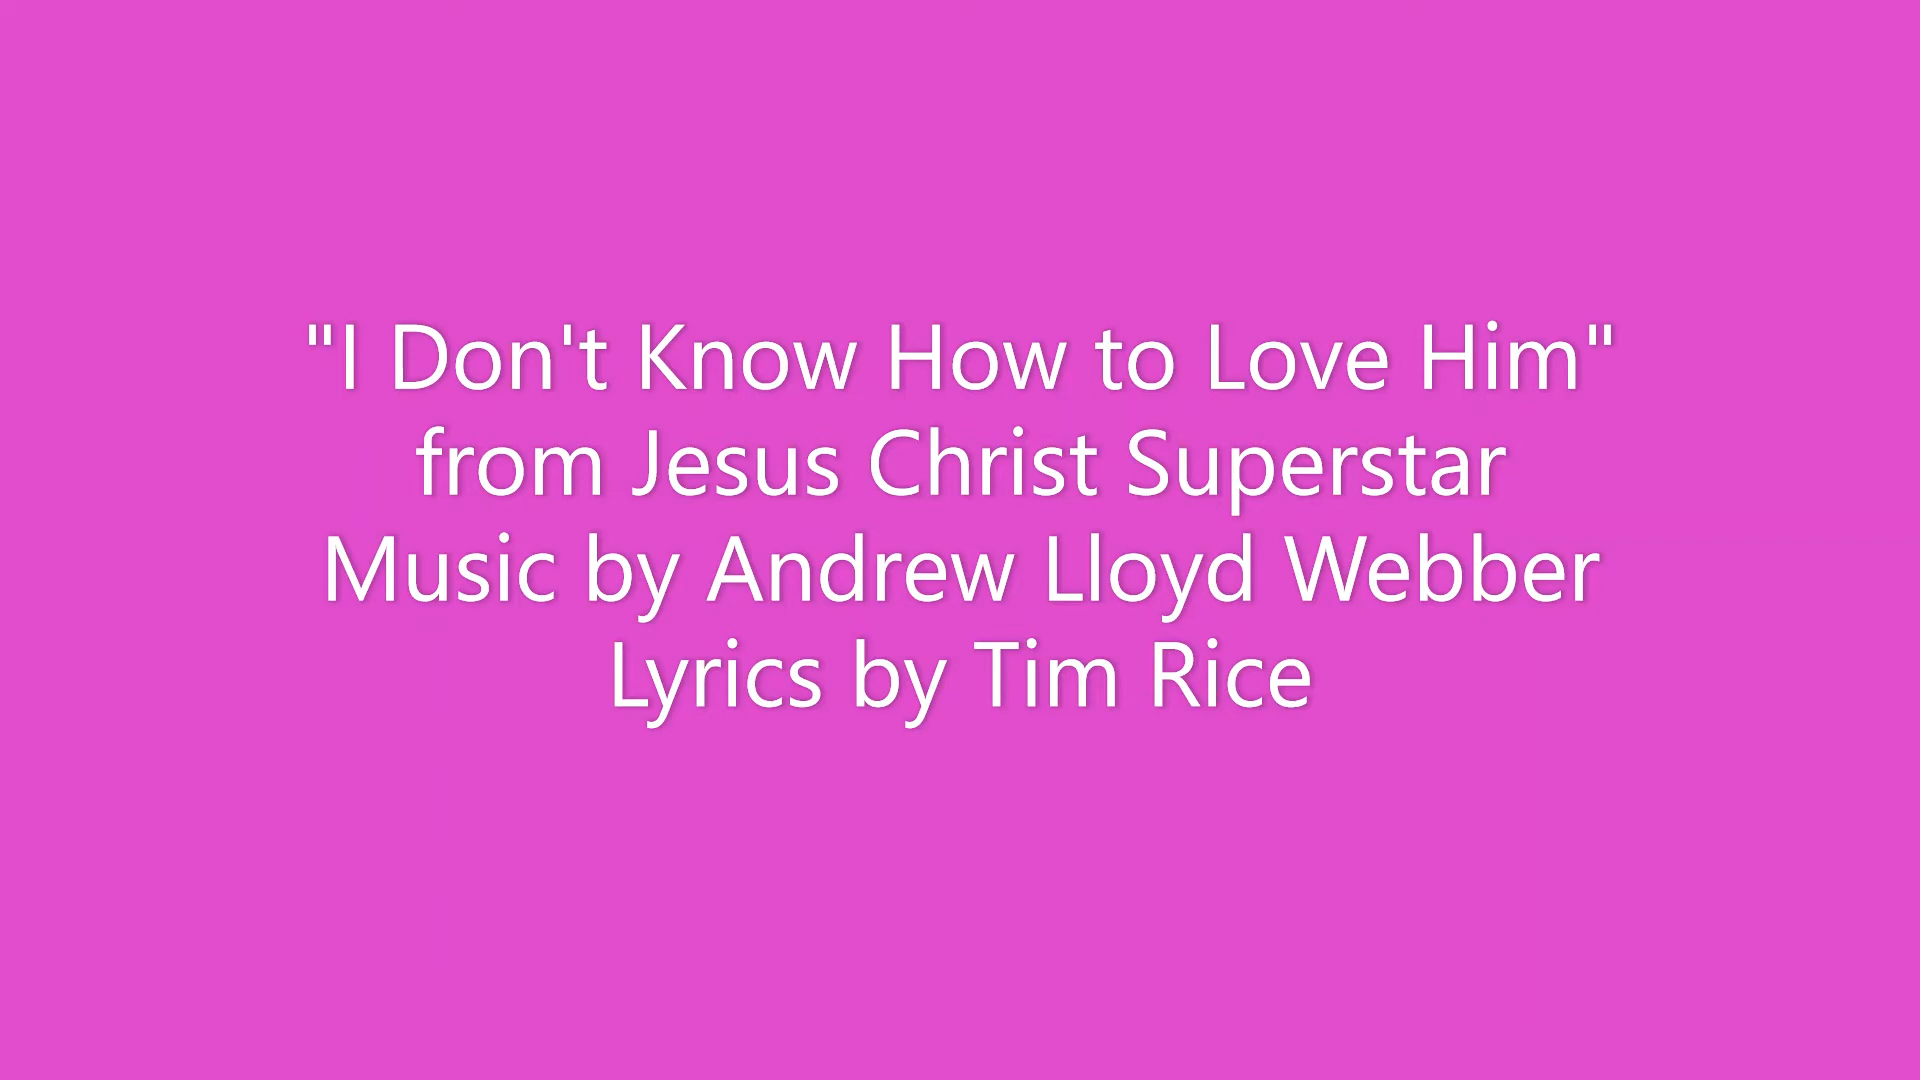 "I Don't Know How to Love Him"
from Jesus Christ Superstar
Music by Andrew Lloyd Webber
Lyrics by Tim Rice